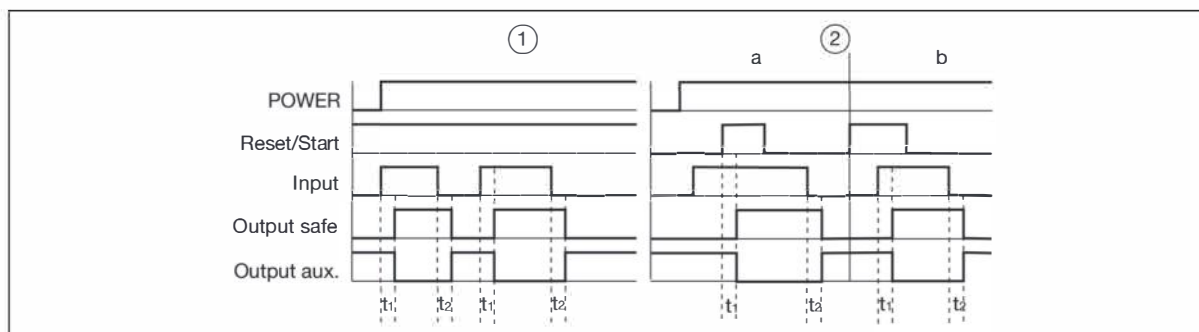 ① ②
a b
POWER
Reset/Start
Input
Output safe
Output aux.
t1 t2 t1 t2 t1 t2 t1 t2